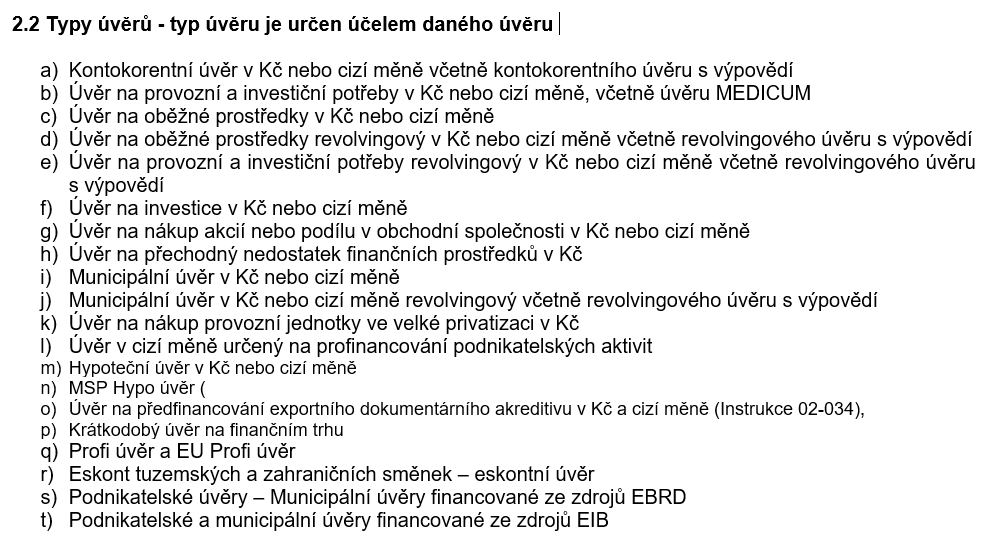 2.2 Typy úvěrů - typ úvěru je určen účelem daného úvěru
a) Kontokorentní úvěr v Kč nebo cizí měně včetně kontokorentního úvěru s výpovědí
b) Úvěr na provozní a investiční potřeby v Kč nebo cizí měně, včetně úvěru MEDICUM
c) Úvěr na oběžné prostředky v Kč nebo cizí měně
d) Úvěr na oběžné prostředky revolvingový v Kč nebo cizí měně včetně revolvingového úvěru s výpovědí
e) Úvěr na provozní a investiční potřeby revolvingový v Kč nebo cizí měně včetně revolvingového úvěru
s výpovědí
f) Úvěr na investice v Kč nebo cizí měně
g) Úvěr na nákup akcií nebo podílu v obchodní společnosti v Kč nebo cizí měně
h) Úvěr na přechodný nedostatek finančních prostředků v Kč
i) Municipální úvěr v Kč nebo cizí měně
j) Municipální úvěr v Kč nebo cizí měně revolvingový včetně revolvingového úvěru s výpovědí
k) Úvěr na nákup provozní jednotky ve velké privatizaci v Kč
l) Úvěr v cizí měně určený na profinancování podnikatelských aktivit
m) Hypoteční úvěr v Kč nebo cizí měně
n) MSP Hypo úvěr (
o) Úvěr na předfinancování exportního dokumentárního akreditivu v Kč a cizí měně (Instrukce 02-034),
p) Krátkodobý úvěr na finančním trhu
q) Profi úvěr a EU Profi úvěr
r) Eskont tuzemských a zahraničních směnek – eskontní úvěr
s) Podnikatelské úvěry – Municipální úvěry financované ze zdrojů EBRD
t) Podnikatelské a municipální úvěry financované ze zdrojů EIB